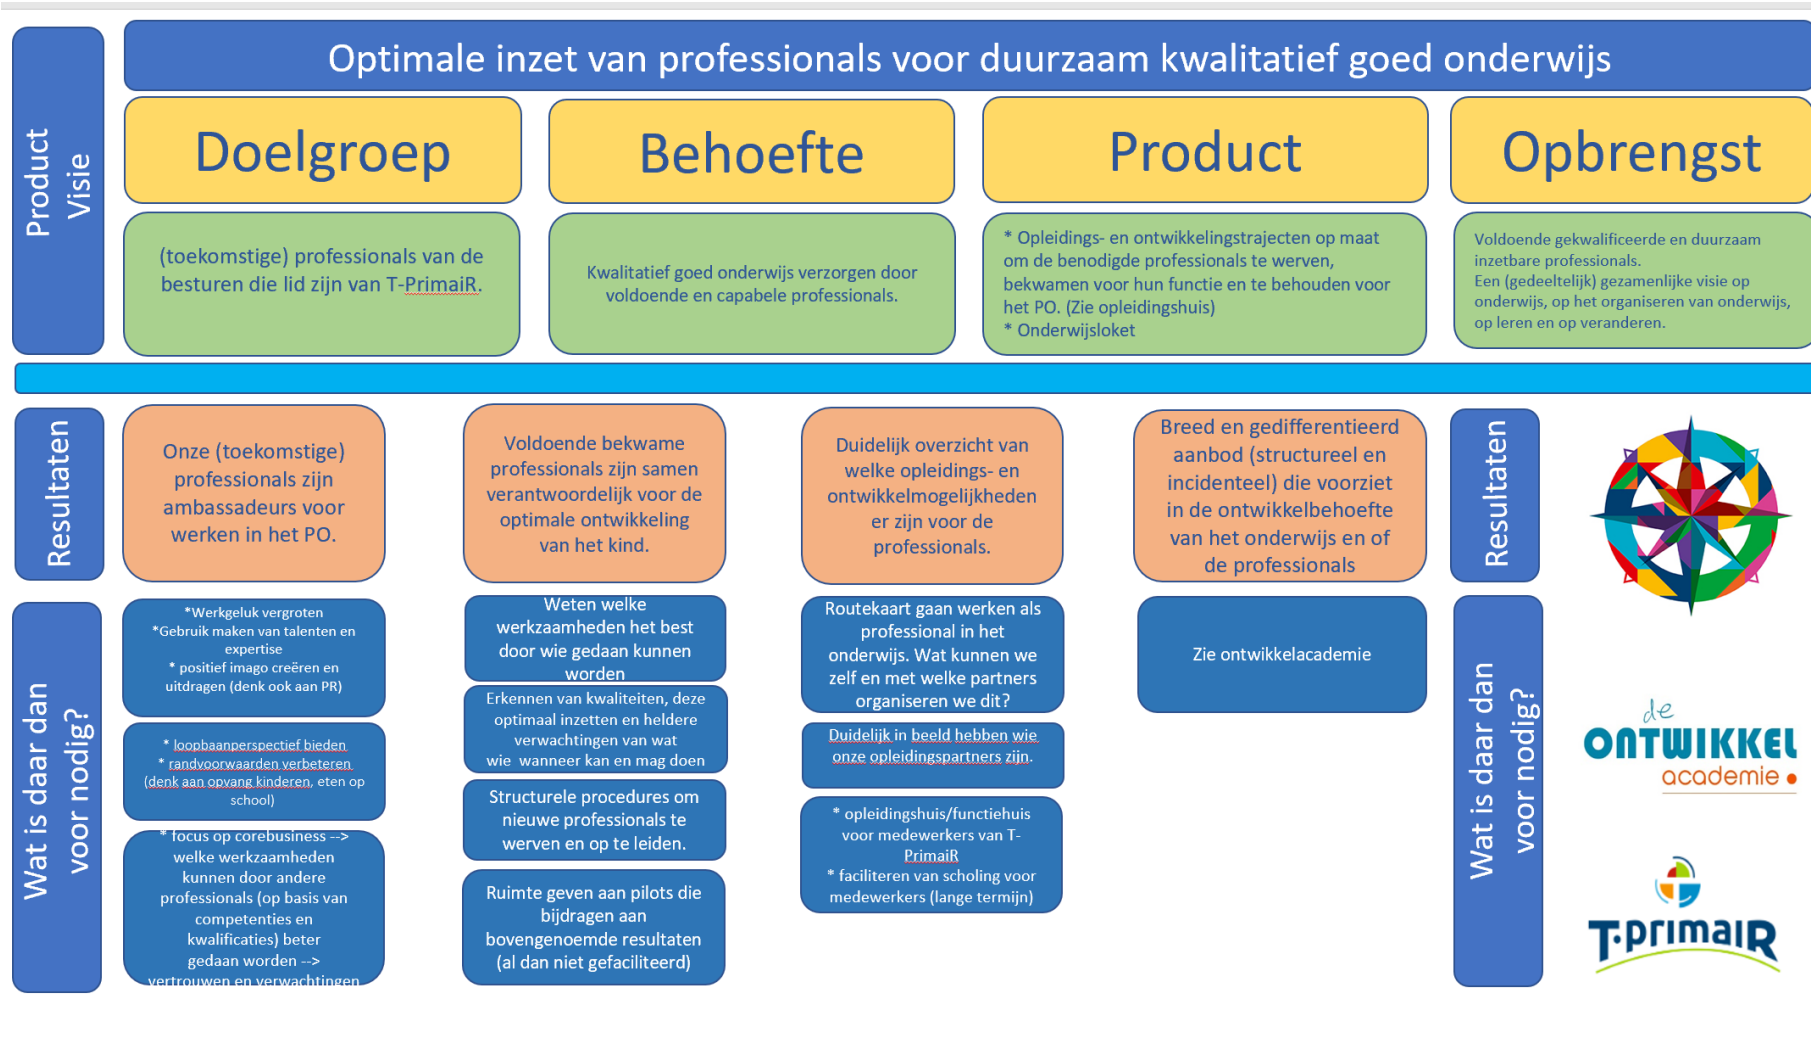 Optimale inzet van professionals voor duurzaam kwalitatief goed onderwijs
Product
Visie
Doelgroep
Behoefte
Product
Opbrengst
(toekomstige) professionals van de
besturen die lid zijn van T-PrimaiR.
Kwalitatief goed onderwijs verzorgen door
voldoende en capabele professionals.
* Opleidings- en ontwikkelingstrajecten op maat
om de benodigde professionals te werven,
bekwamen voor hun functie en te behouden voor
het PO. (Zie opleidingshuis)
* Onderwijsloket
Voldoende gekwalificeerde en duurzaam
inzetbare professionals.
Een (gedeeltelijk) gezamenlijke visie op
onderwijs, op het organiseren van onderwijs,
op leren en op veranderen.
Resultaten
Onze (toekomstige)
professionals zijn
ambassadeurs voor
werken in het PO.
Voldoende bekwame
professionals zijn samen
verantwoordelijk voor de
optimale ontwikkeling
van het kind.
Duidelijk overzicht van
welke opleidings- en
ontwikkelmogelijkheden
er zijn voor de
professionals.
Breed en gedifferentieerd
aanbod (structureel en
incidenteel) die voorziet
in de ontwikkelbehoefte
van het onderwijs en of
de professionals
Resultaten
Wat is daar dan
voor nodig?
*Werkgeluk vergroten
*Gebruik maken van talenten en
expertise
* positief imago creëren en
uitdragen (denk ook aan PR)
* loopbaanperspectief bieden
* randvoorwaarden verbeteren
(denk aan opvang kinderen, eten op
school)
* focus op corebusiness -->
welke werkzaamheden
kunnen door andere
professionals (op basis van
competenties en
kwalificaties) beter
gedaan worden -->
vertrouwen en verwachtingen
Weten welke
werkzaamheden het best
door wie gedaan kunnen
worden
Erkennen van kwaliteiten, deze
optimaal inzetten en heldere
verwachtingen van wat
wie  wanneer kan en mag doen
Structurele procedures om
nieuwe professionals te
werven en op te leiden.
Ruimte geven aan pilots die
bijdragen aan
bovengenoemde resultaten
(al dan niet gefaciliteerd)
Routekaart gaan werken als
professional in het
onderwijs. Wat kunnen we
zelf en met welke partners
organiseren we dit?
Duidelijk in beeld hebben wie
onze opleidingspartners zijn.
* opleidingshuis/functiehuis
voor medewerkers van T-
PrimaiR
* faciliteren van scholing voor
medewerkers (lange termijn)
Zie ontwikkelacademie
Wat is daar dan
voor nodig?
de
ONTWIKKEL
academie
T-PrimaiR